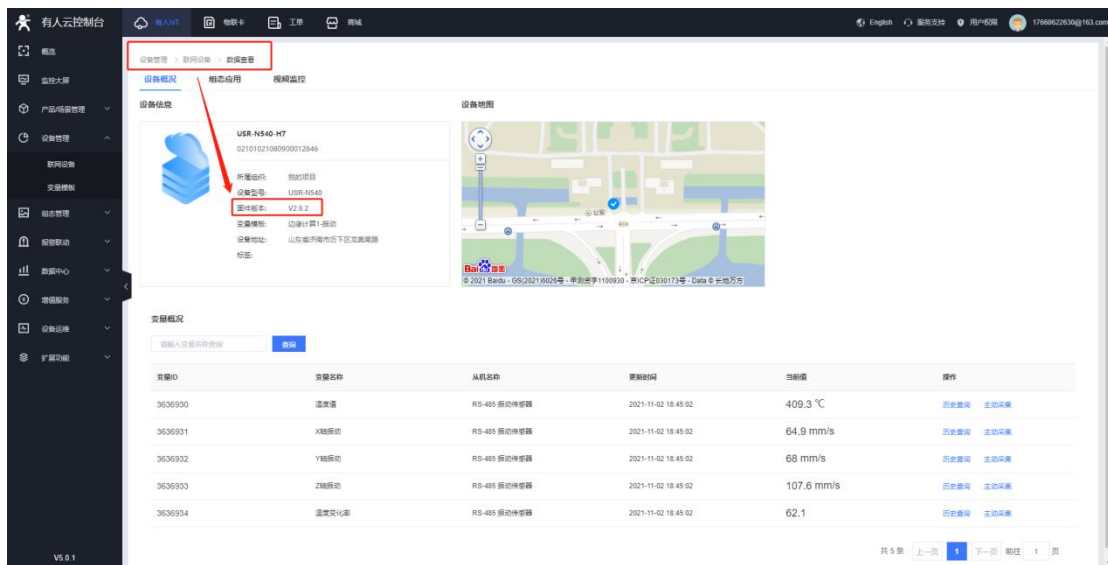 有人云控制台
有人IoT 物联卡 工单 商城
English 服务支持 用户权限 17660622630@163.com
概览
监控大屏
产品/场景管理
设备管理
联网设备
变量模板
组态管理
报警联动
数据中心
增值服务
设备运维
扩展功能
V5.0.1
设备管理 > 联网设备 > 数据查看
设备概况 组态应用 视频监控
设备信息
USR-N540-H7
02101021080900012846
所属组织: 我的项目
设备型号: USR-N540
固件版本: V2.0.2
变量模板: 边缘计算1-振动
设备地址: 山东省济南市历下区龙奥南路
标签:
设备地图
公安
Bai 地图
© 2021 Baidu - GS(2021)6026号 - 甲测资字1100930 - 京ICP证030173号 - Data © 长地万方
变量概况
请输入变量名称查询 查询
变量ID 变量名称 从机名称 更新时间 当前值 操作
3636930 温度值 RS-485 振动传感器 2021-11-02 18:45:02 409.3 ℃ 历史查询 主动采集
3636931 X轴振动 RS-485 振动传感器 2021-11-02 18:45:02 64.9 mm/s 历史查询 主动采集
3636932 Y轴振动 RS-485 振动传感器 2021-11-02 18:45:02 68 mm/s 历史查询 主动采集
3636933 Z轴振动 RS-485 振动传感器 2021-11-02 18:45:02 107.6 mm/s 历史查询 主动采集
3636934 温度变化率 RS-485 振动传感器 2021-11-02 18:45:02 62.1 历史查询 主动采集
共 5 条 上一页 1 下一页 前往 1 页